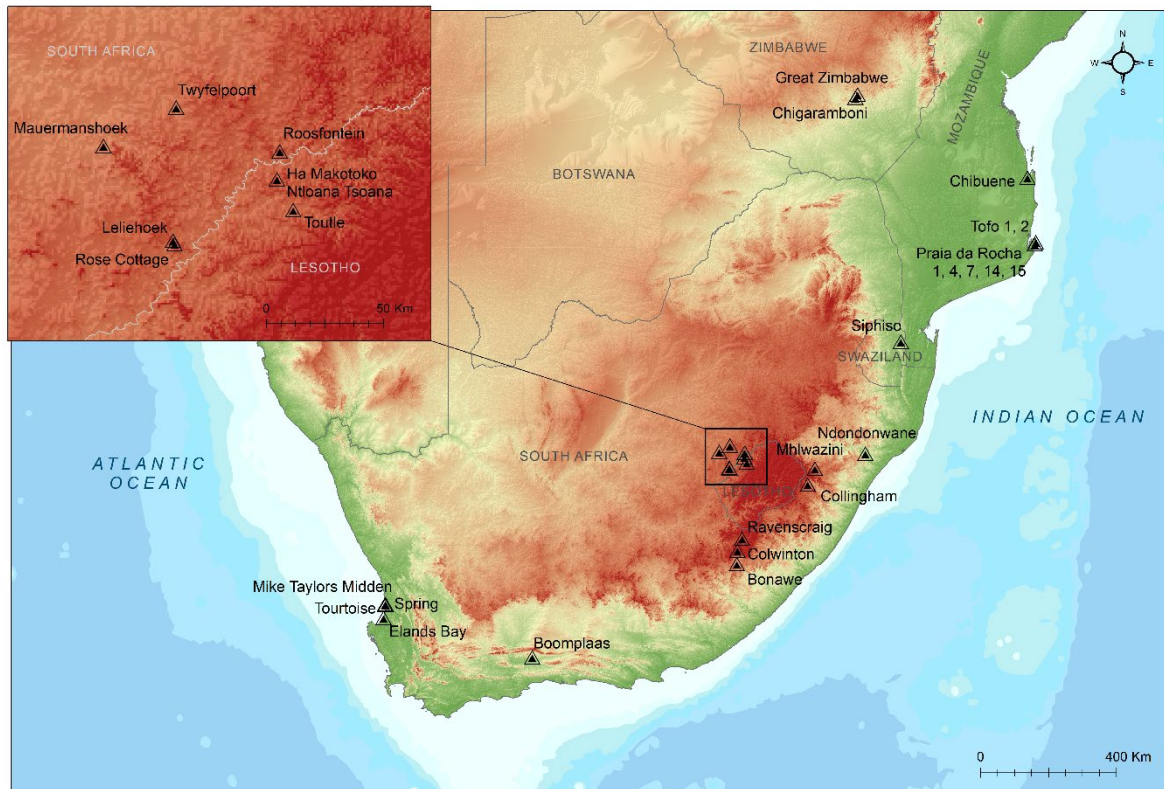 SOUTH AFRICA
Twyfelpoort
Mauermanshoek
Roosfontein
Ha Makotoko
Ntloana Tsoana
Toutle
Leliehoek
Rose Cottage
LESOTHO
0 50 Km
ZIMBABWE
Great Zimbabwe
Chigaramboni
MOZAMBIQUE
N
W E
S
BOTSWANA
Chibuene
Tofo 1, 2
Praia da Rocha
1, 4, 7, 14, 15
Siphiso
SWAZILAND
INDIAN OCEAN
ATLANTIC
OCEAN
SOUTH AFRICA
Ndondonwane
Mhlwazini
LESOTHO
Collingham
Ravenscraig
Colwinton
Bonawe
Mike Taylors Midden
Tourtoise Spring
Elands Bay
Boomplaas
0 400 Km